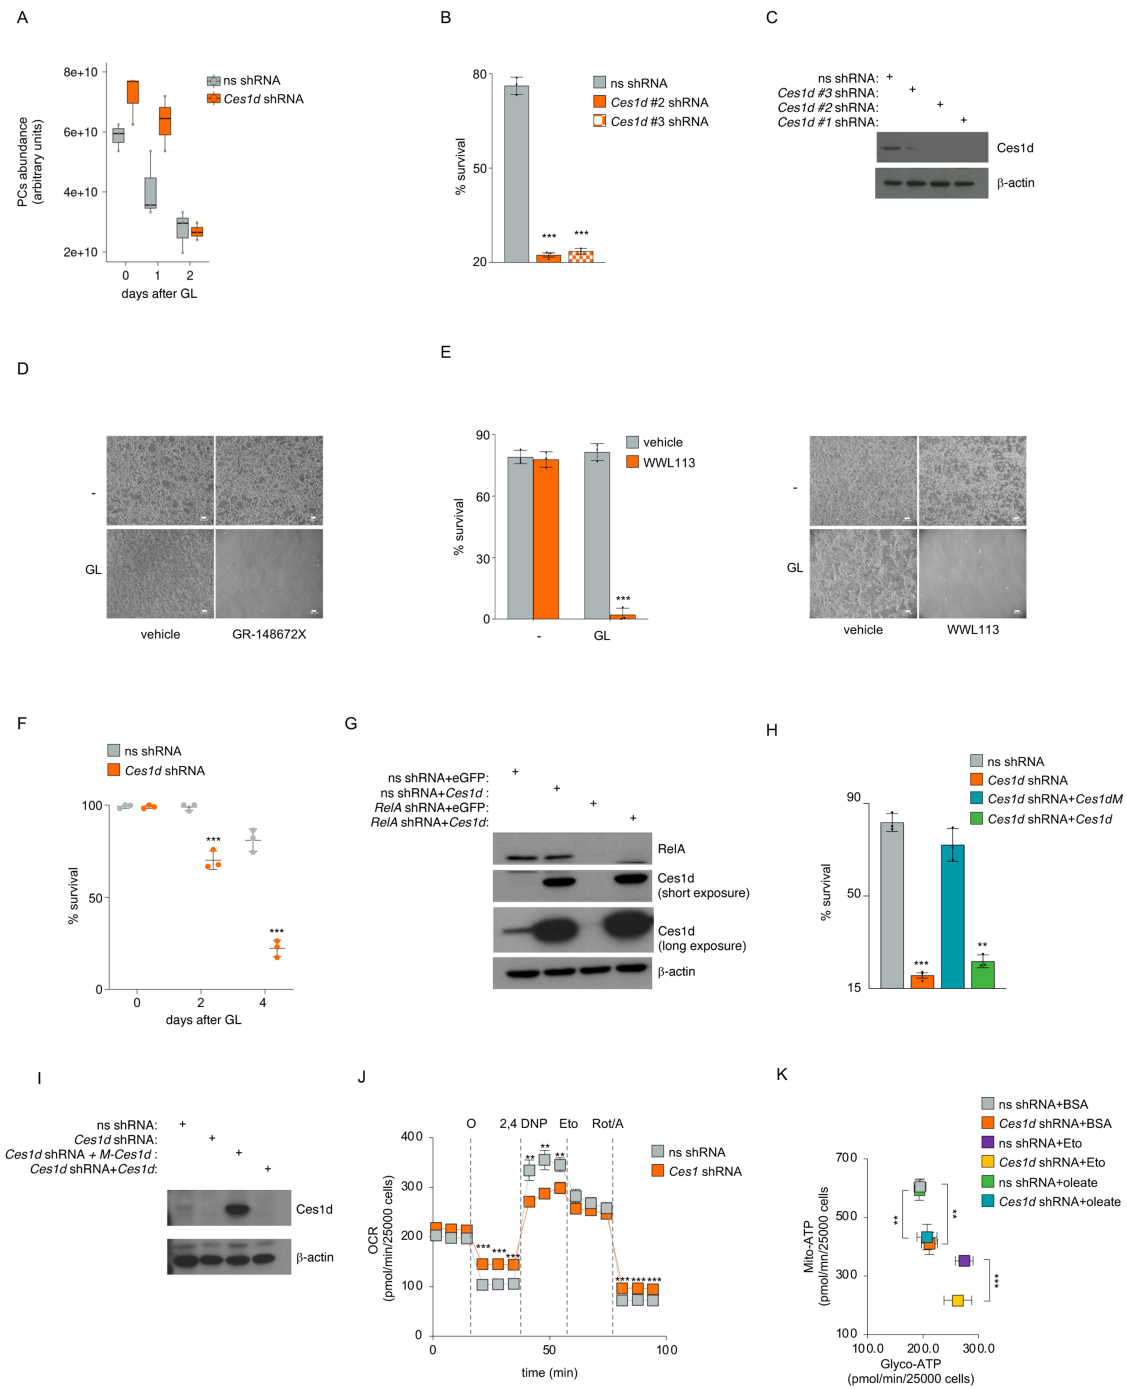 A
ns shRNA
Ces1d shRNA
8e+10
6e+10
4e+10
2e+10
PCs abundance
(arbitrary units)
0 1 2
days after GL
B
80
50
20
% survival
ns shRNA
Ces1d #2 shRNA
Ces1d #3 shRNA
*** ***
C
ns shRNA: +
Ces1d #3 shRNA: +
Ces1d #2 shRNA: +
Ces1d #1 shRNA: +
Ces1d
β-actin
D
-
GL
vehicle GR-148672X
E
90
60
30
0
% survival
vehicle
WWL113
***
- GL
-
GL
vehicle WWL113
F
ns shRNA
Ces1d shRNA
100
50
0
% survival
***
***
0 2 4
days after GL
G
ns shRNA+eGFP: +
ns shRNA+Ces1d : +
RelA shRNA+eGFP: +
RelA shRNA+Ces1d: +
RelA
Ces1d
(short exposure)
Ces1d
(long exposure)
β-actin
H
ns shRNA
Ces1d shRNA
Ces1d shRNA+Ces1dM
Ces1d shRNA+Ces1d
90
50
15
% survival
*** **
I
ns shRNA: +
Ces1d shRNA: +
Ces1d shRNA + M-Ces1d : +
Ces1d shRNA+Ces1d: +
Ces1d
β-actin
J
O 2,4 DNP Eto Rot/A
400
300
200
100
0
OCR
(pmol/min/25000 cells)
ns shRNA
Ces1 shRNA
** ** **
*** *** ***
*** *** ***
0 50 100
time (min)
K
ns shRNA+BSA
Ces1d shRNA+BSA
ns shRNA+Eto
Ces1d shRNA+Eto
ns shRNA+oleate
Ces1d shRNA+oleate
700
500
300
100
Mito-ATP
(pmol/min/25000 cells)
** **
***
100.0 200.0 300.0
Glyco-ATP
(pmol/min/25000 cells)